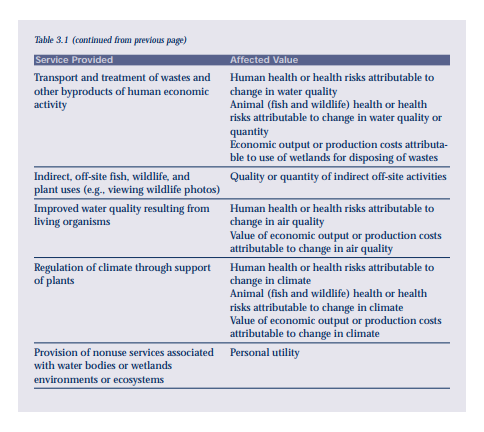 Table 3.1 (continued from previous page)
Service Provided Affected Value
Transport and treatment of wastes and
other byproducts of human economic
activity
Human health or health risks attributable to
change in water quality
Animal (fish and wildlife) health or health
risks attributable to change in water quality or
quantity
Economic output or production costs attributa-
ble to use of wetlands for disposing of wastes
Indirect, off-site fish, wildlife, and
plant uses (e.g., viewing wildlife photos)
Quality or quantity of indirect off-site activities
Improved water quality resulting from
living organisms
Human health or health risks attributable to
change in air quality
Value of economic output or production costs
attributable to change in air quality
Regulation of climate through support
of plants
Human health or health risks attributable to
change in climate
Animal (fish and wildlife) health or health
risks attributable to change in climate
Value of economic output or production costs
attributable to change in climate
Provision of nonuse services associated
with water bodies or wetlands
environments or ecosystems
Personal utility